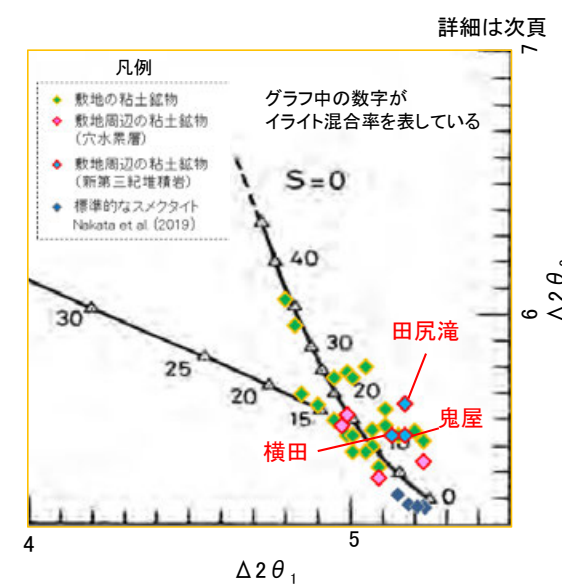 詳細は次頁
凡例
敷地の粘土鉱物
敷地周辺の粘土鉱物
(穴水累層)
敷地周辺の粘土鉱物
(新第三紀堆積岩)
標準的なスメクタイト
Nakata et al. (2019)
グラフ中の数字が
イライト混合率を表している
S=0
40
30
30
25
20
20
15
15
0
田尻滝
鬼屋
横田
7
6
Δ2θ
4
5
Δ2θ1